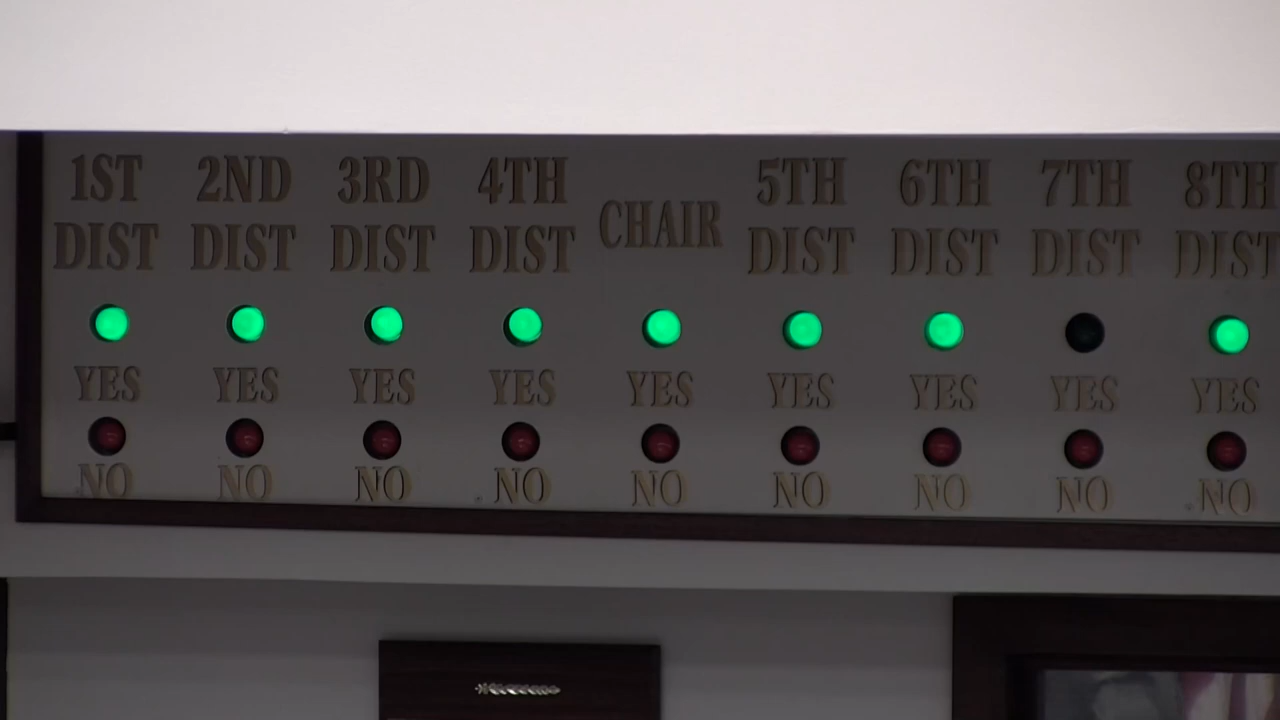 1ST 2ND 3RD 4TH 5TH 6TH 7TH 8TH
DIST DIST DIST DIST CHAIR DIST DIST DIST DIST
YES YES YES YES YES YES YES YES YES
NO NO NO NO NO NO NO NO NO